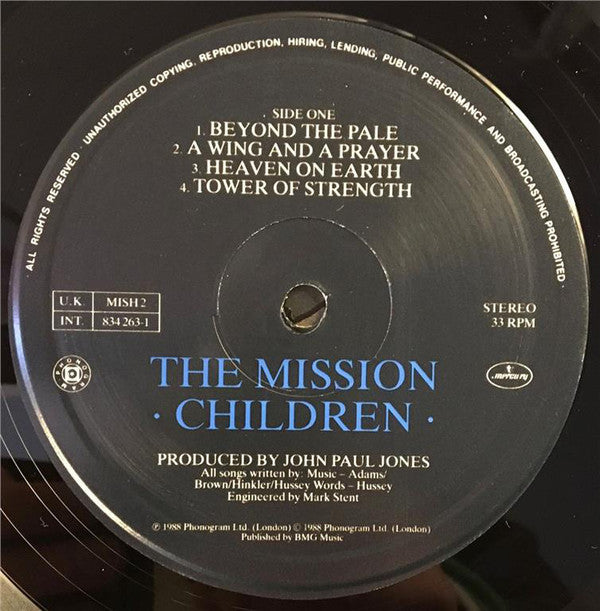 ALL RIGHTS RESERVED · UNAUTHORIZED COPYING, REPRODUCTION, HIRING, LENDING, PUBLIC PERFORMANCE AND BROADCASTING PROHIBITED ·
. SIDE ONE
1. BEYOND THE PALE
2. A WING AND A PRAYER
3. HEAVEN ON EARTH
4. TOWER OF STRENGTH
U.K MISH 2
INT. 834 263-1
STEREO
33 RPM
PHONOGRAM
mercury
THE MISSION
· CHILDREN ·
PRODUCED BY JOHN PAUL JONES
All songs written by: Music – Adams/
Brown/Hinkler/Hussey Words – Hussey
Engineered by Mark Stent
℗ 1988 Phonogram Ltd. (London) © 1988 Phonogram Ltd. (London)
Published by BMG Music